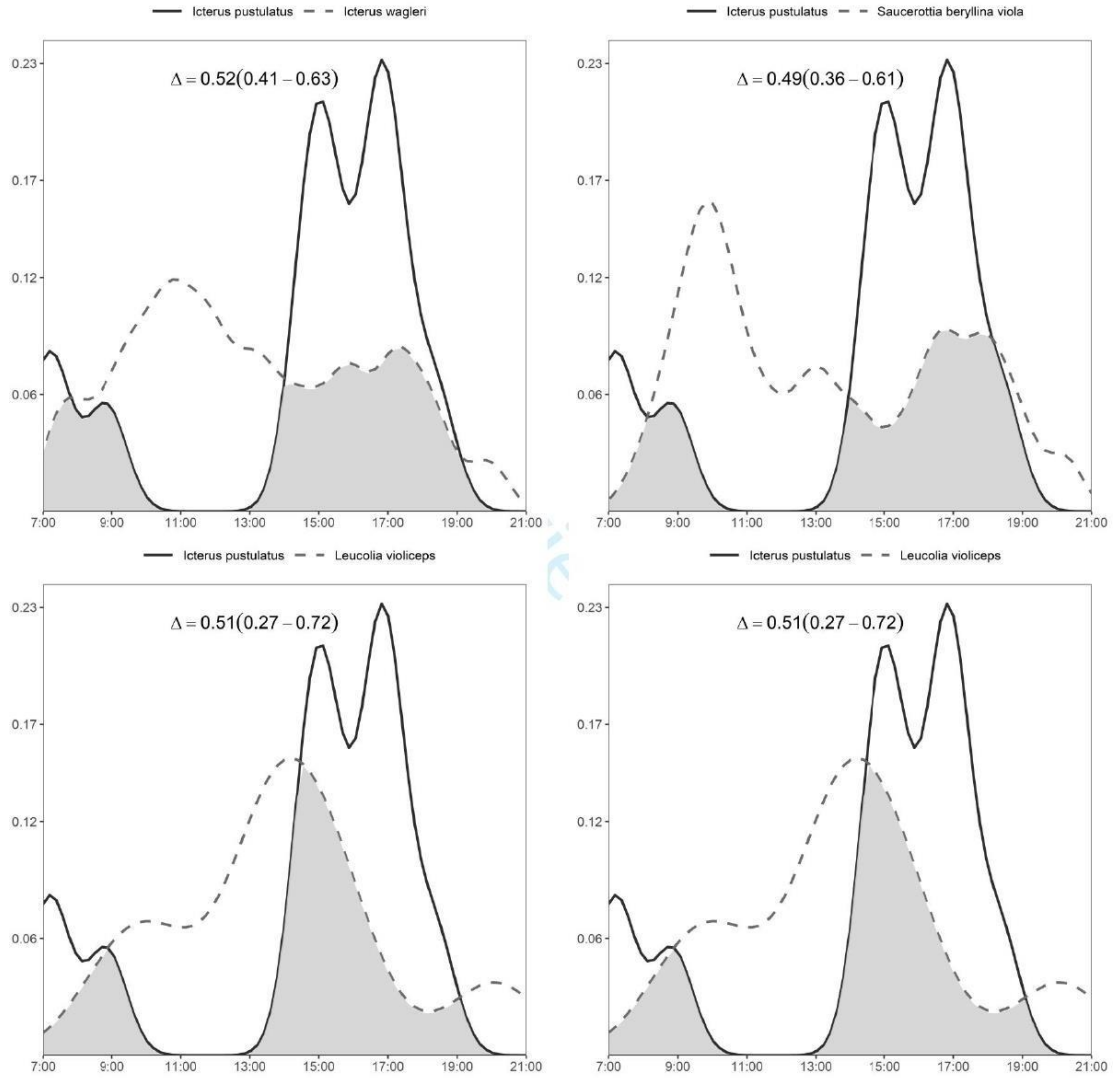 Icterus pustulatus Icterus wagleri
Δ = 0.52(0.41 – 0.63)
0.23
0.17
0.12
0.06
7:00 9:00 11:00 13:00 15:00 17:00 19:00 21:00
Icterus pustulatus Saucerottia beryllina viola
Δ = 0.49(0.36 – 0.61)
0.23
0.17
0.12
0.06
7:00 9:00 11:00 13:00 15:00 17:00 19:00 21:00
Icterus pustulatus Leucolia violiceps
Δ = 0.51(0.27 – 0.72)
0.23
0.17
0.12
0.06
7:00 9:00 11:00 13:00 15:00 17:00 19:00 21:00
Icterus pustulatus Leucolia violiceps
Δ = 0.51(0.27 – 0.72)
0.23
0.17
0.12
0.06
7:00 9:00 11:00 13:00 15:00 17:00 19:00 21:00